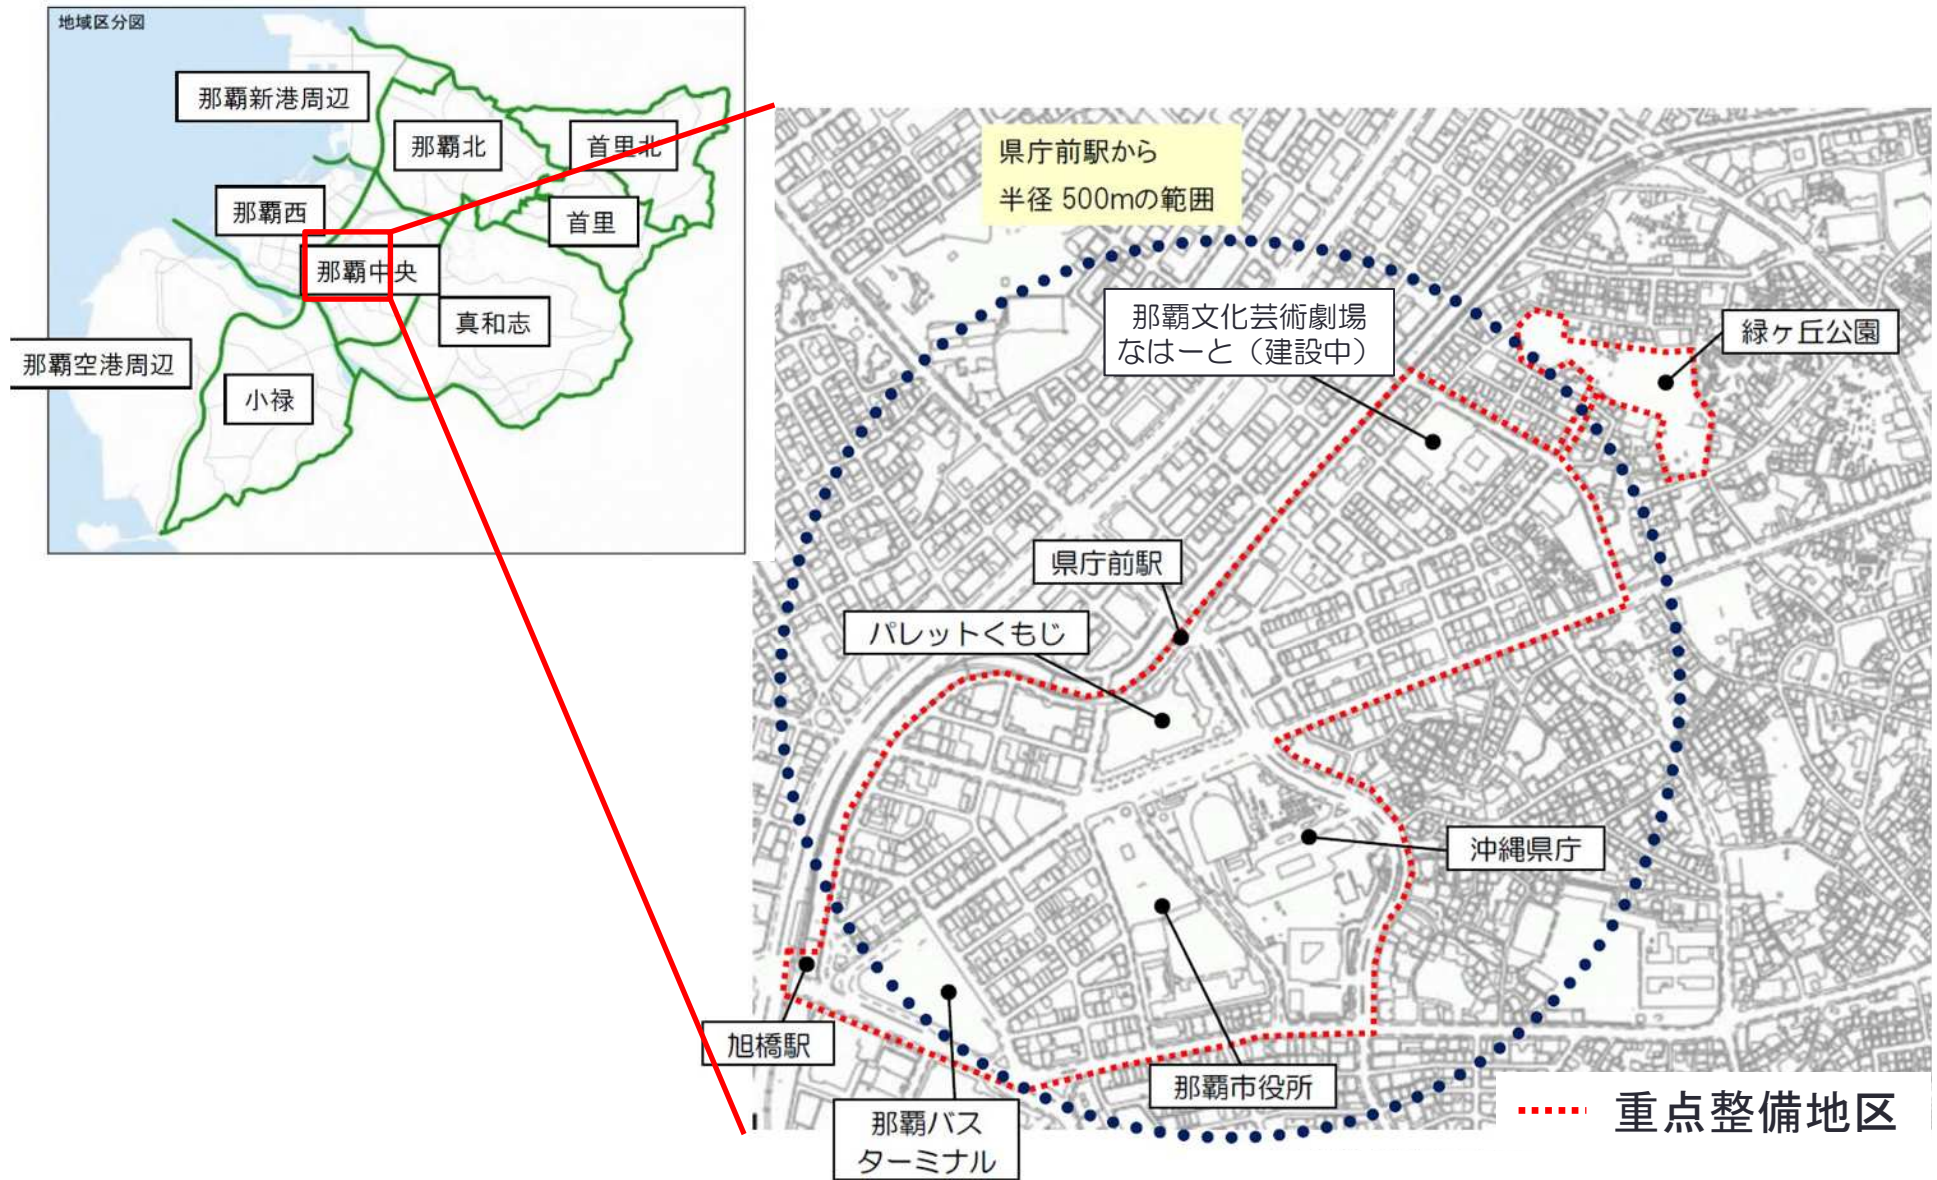 地域区分図
那覇新港周辺
那覇北
首里北
那覇西
首里
那覇中央
真和志
那覇空港周辺
小禄
県庁前駅から
半径 500mの範囲
那覇文化芸術劇場
なはーと（建設中）
緑ヶ丘公園
県庁前駅
パレットくもじ
沖縄県庁
旭橋駅
那覇市役所
那覇バス
ターミナル
重点整備地区